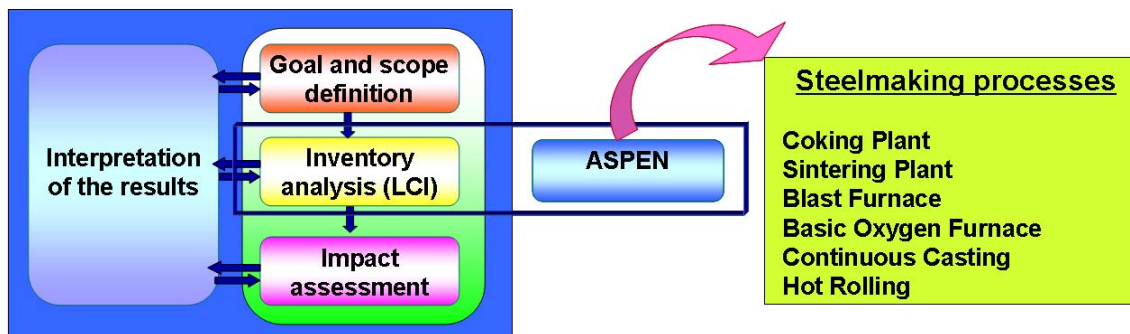 Goal and scope
definition
Interpretation
of the results
Inventory
analysis (LCI)
Impact
assessment
ASPEN
Steelmaking processes
Coking Plant
Sintering Plant
Blast Furnace
Basic Oxygen Furnace
Continuous Casting
Hot Rolling